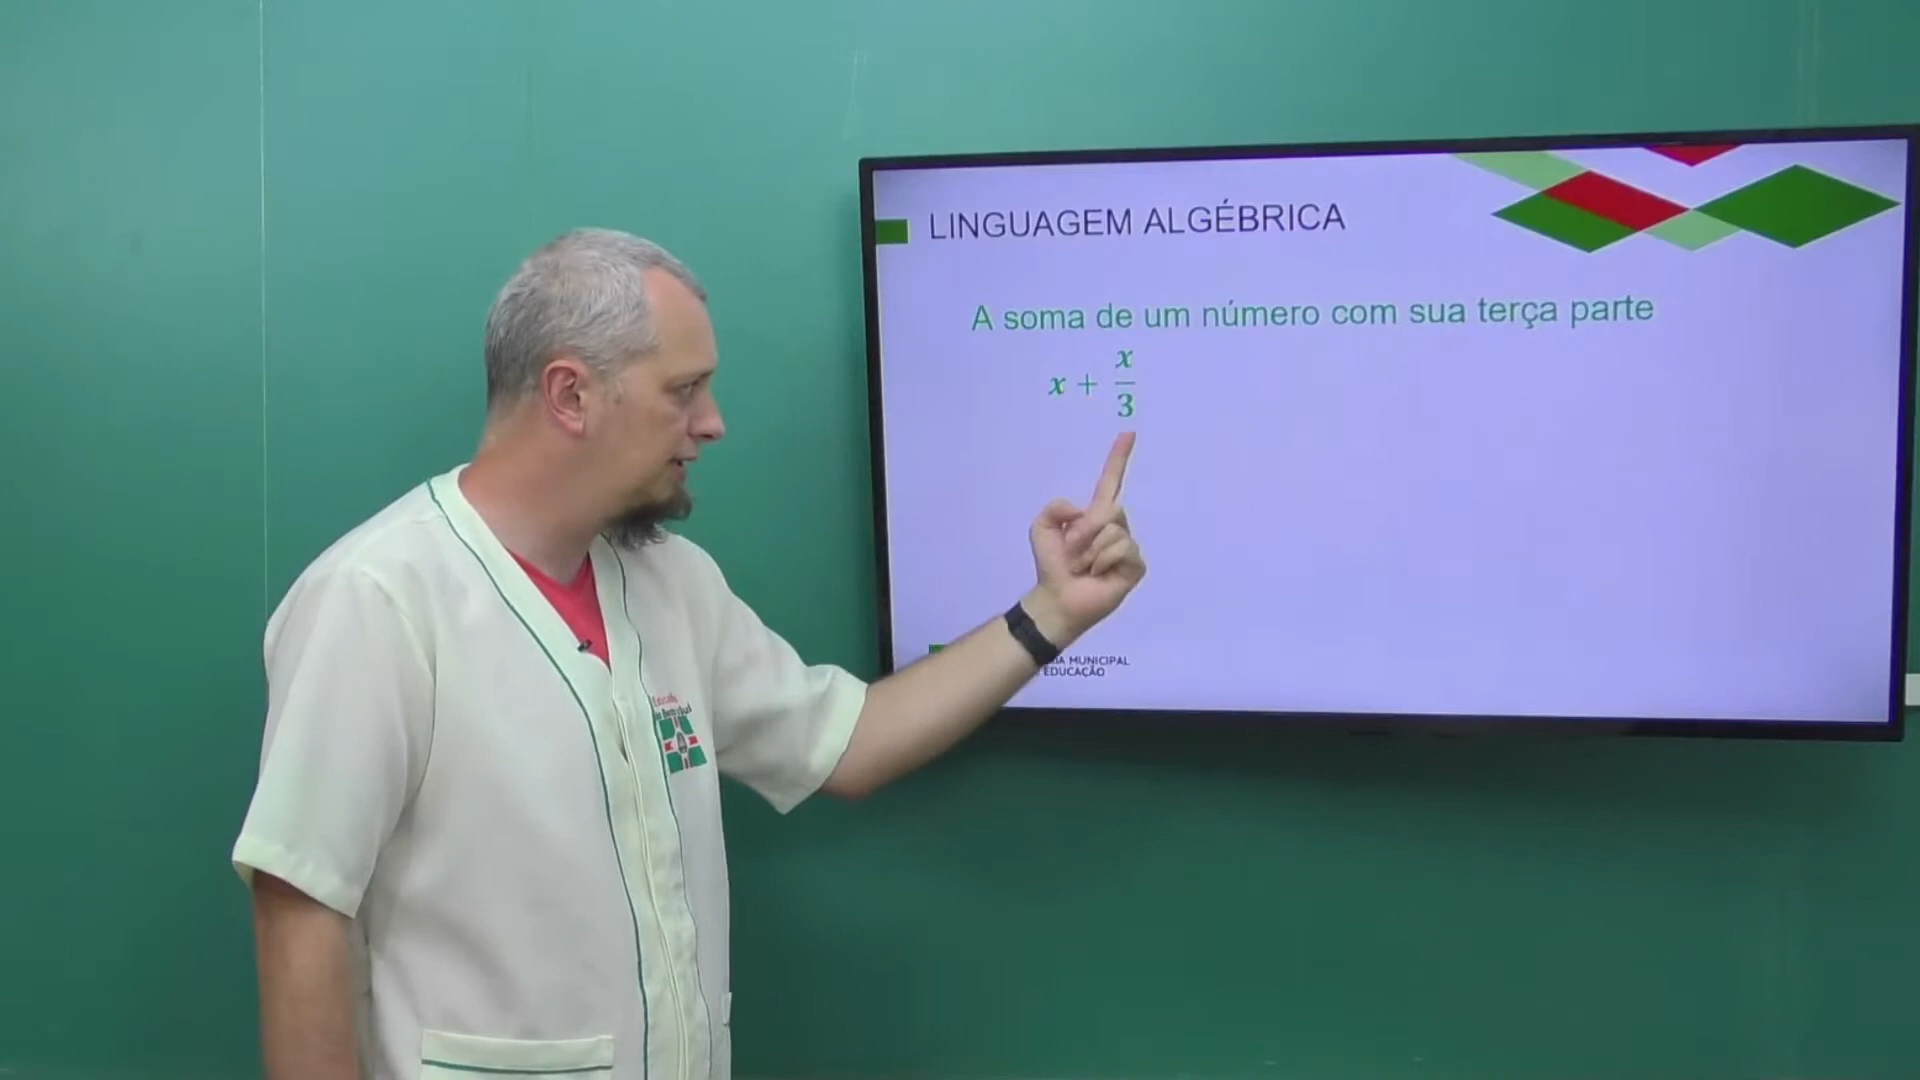 LINGUAGEM ALGÉBRICA
A soma de um número com sua terça parte
x + x/3
MUNICIPAL
EDUCAÇÃO